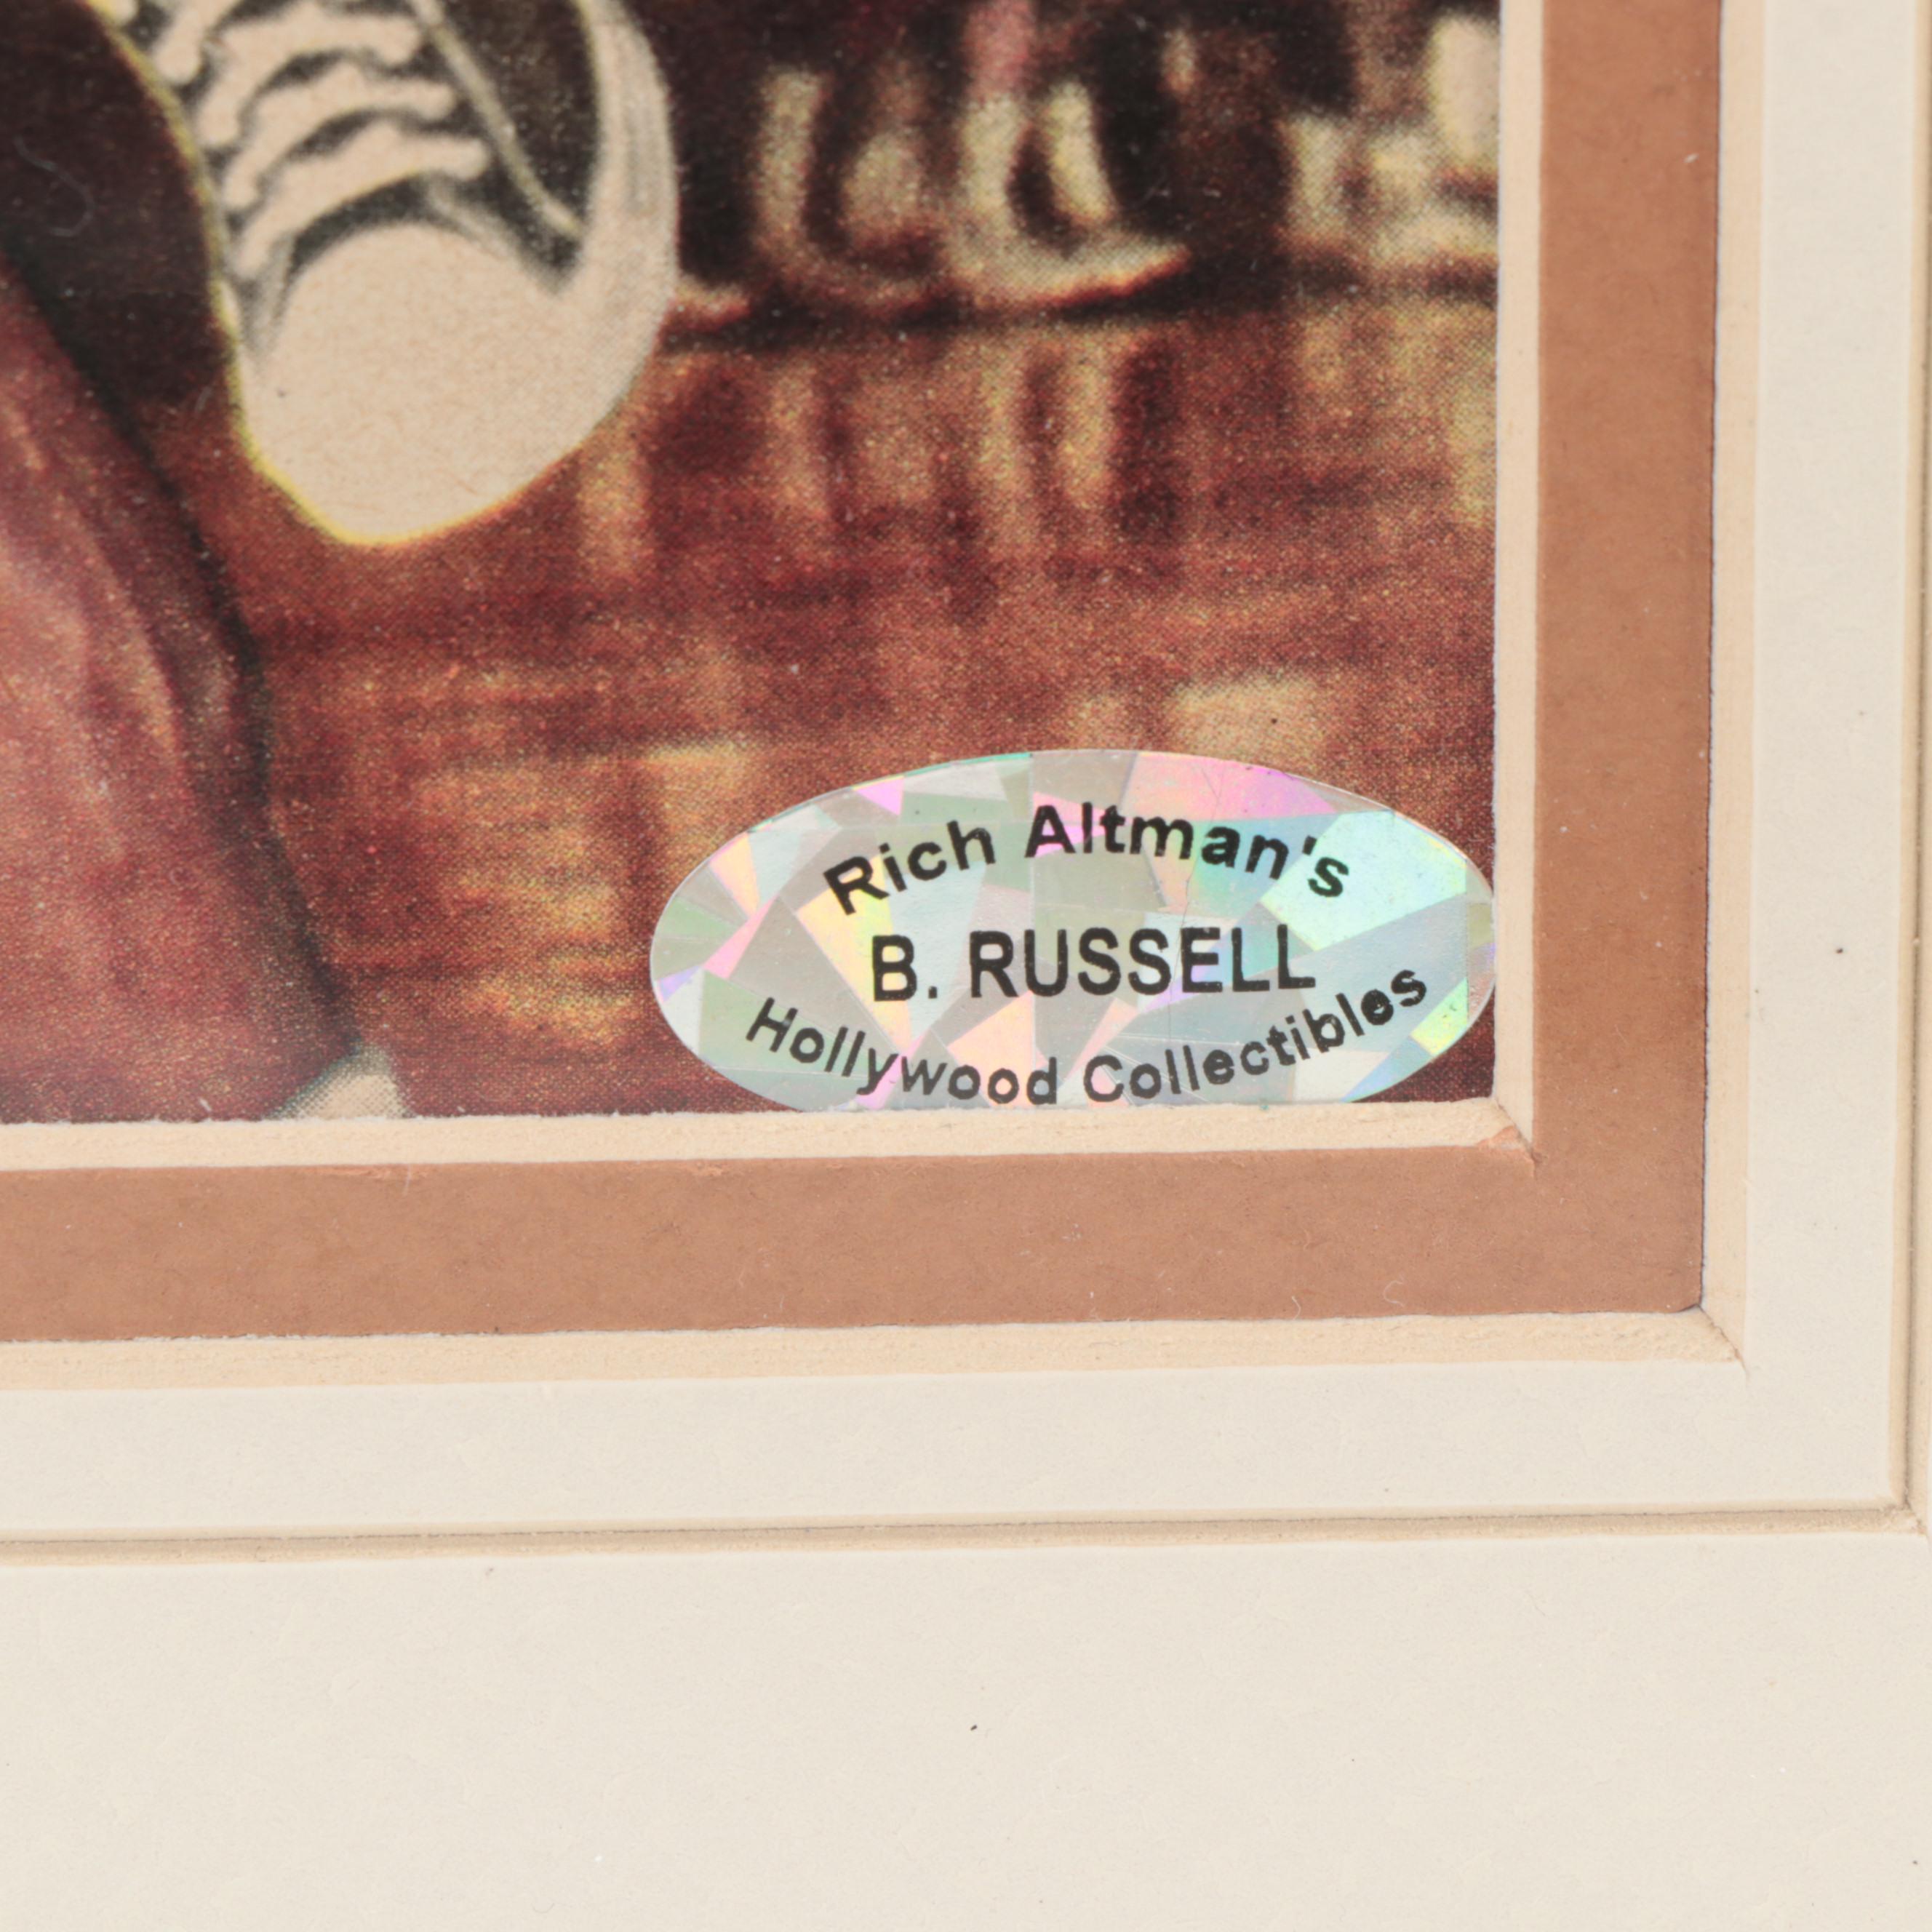 Rich Altman's
B. RUSSELL
Hollywood Collectibles